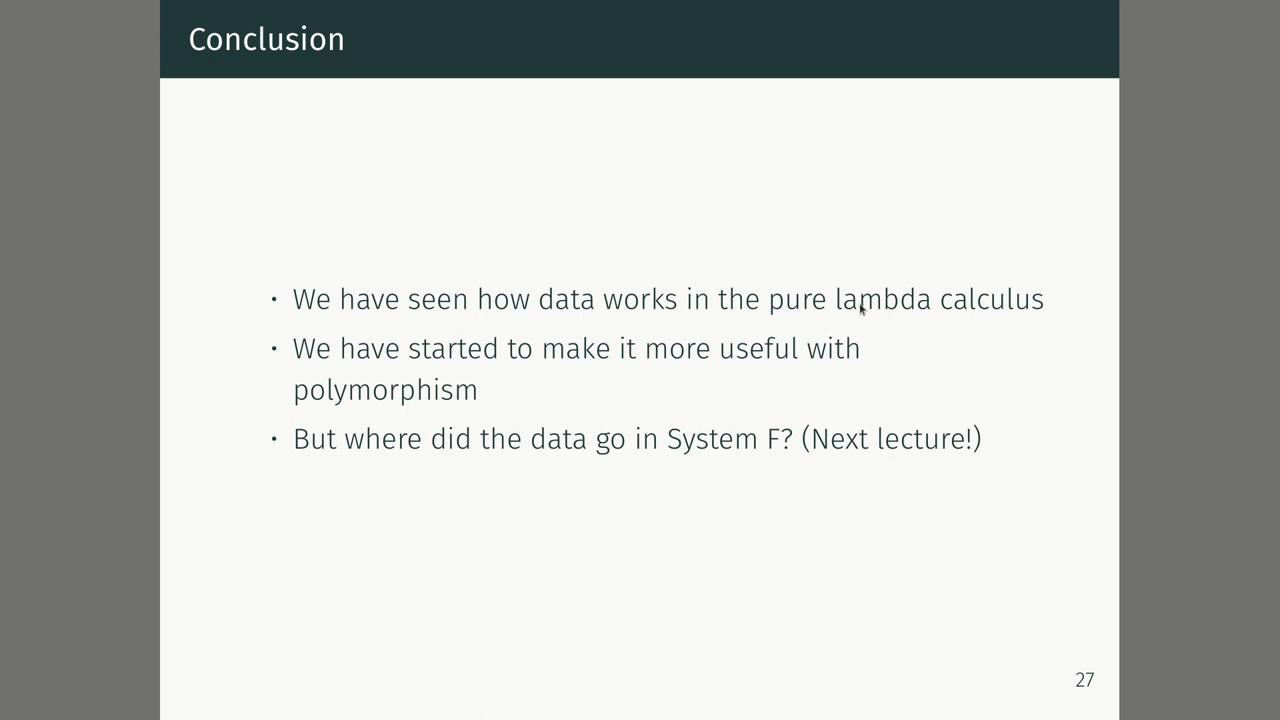 Conclusion
• We have seen how data works in the pure lambda calculus
• We have started to make it more useful with
polymorphism
• But where did the data go in System F? (Next lecture!)
27